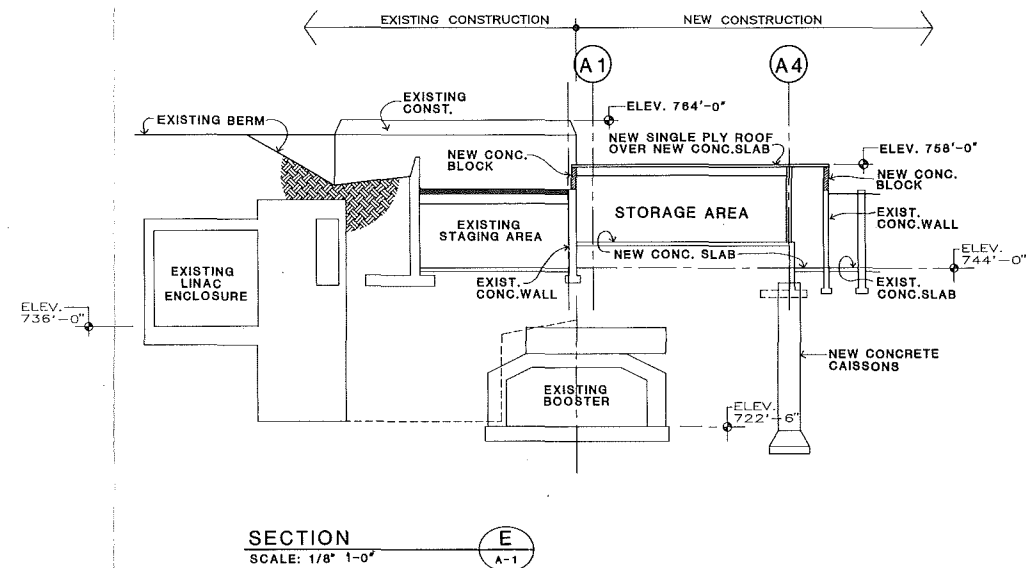 EXISTING CONSTRUCTION
NEW CONSTRUCTION
A1
A4
EXISTING BERM
EXISTING
CONST.
ELEV. 764'-0"
NEW SINGLE PLY ROOF
OVER NEW CONC.SLAB
ELEV. 758'-0"
NEW CONC.
BLOCK
NEW CONC.
BLOCK
STORAGE AREA
EXIST.
CONC.WALL
EXISTING
STAGING AREA
NEW CONC. SLAB
ELEV.
744'-0"
EXISTING
LINAC
ENCLOSURE
EXIST.
CONC.WALL
EXIST.
CONC.SLAB
ELEV.
736'-0"
NEW CONCRETE
CAISSONS
EXISTING
BOOSTER
ELEV.
722'-6"
SECTION
SCALE: 1/8" 1-0"
E
A-1